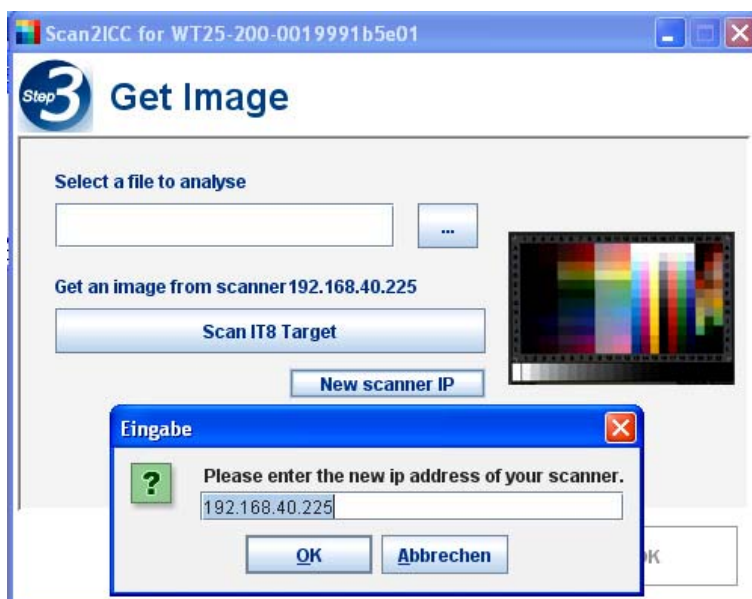 Scan2ICC for WT25-200-0019991b5e01
Step 3 Get Image
Select a file to analyse
...
Get an image from scanner192.168.40.225
Scan IT8 Target
New scanner IP
Eingabe
? Please enter the new ip address of your scanner.
192.168.40.225
OK Abbrechen